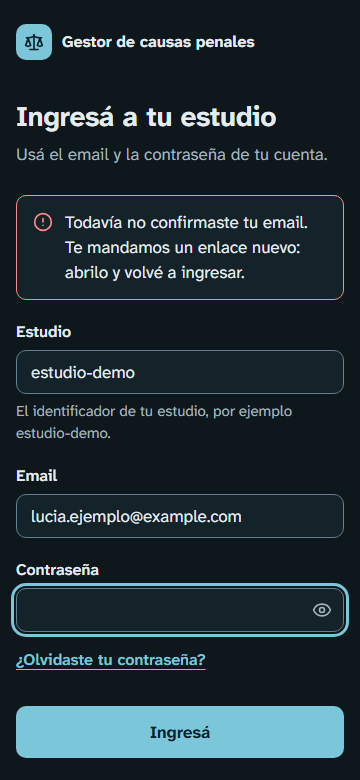 Gestor de causas penales
Ingresá a tu estudio
Usá el email y la contraseña de tu cuenta.
Todavía no confirmaste tu email.
Te mandamos un enlace nuevo:
abrilo y volvé a ingresar.
Estudio
estudio-demo
El identificador de tu estudio, por ejemplo
estudio-demo.
Email
lucia.ejemplo@example.com
Contraseña
¿Olvidaste tu contraseña?
Ingresá